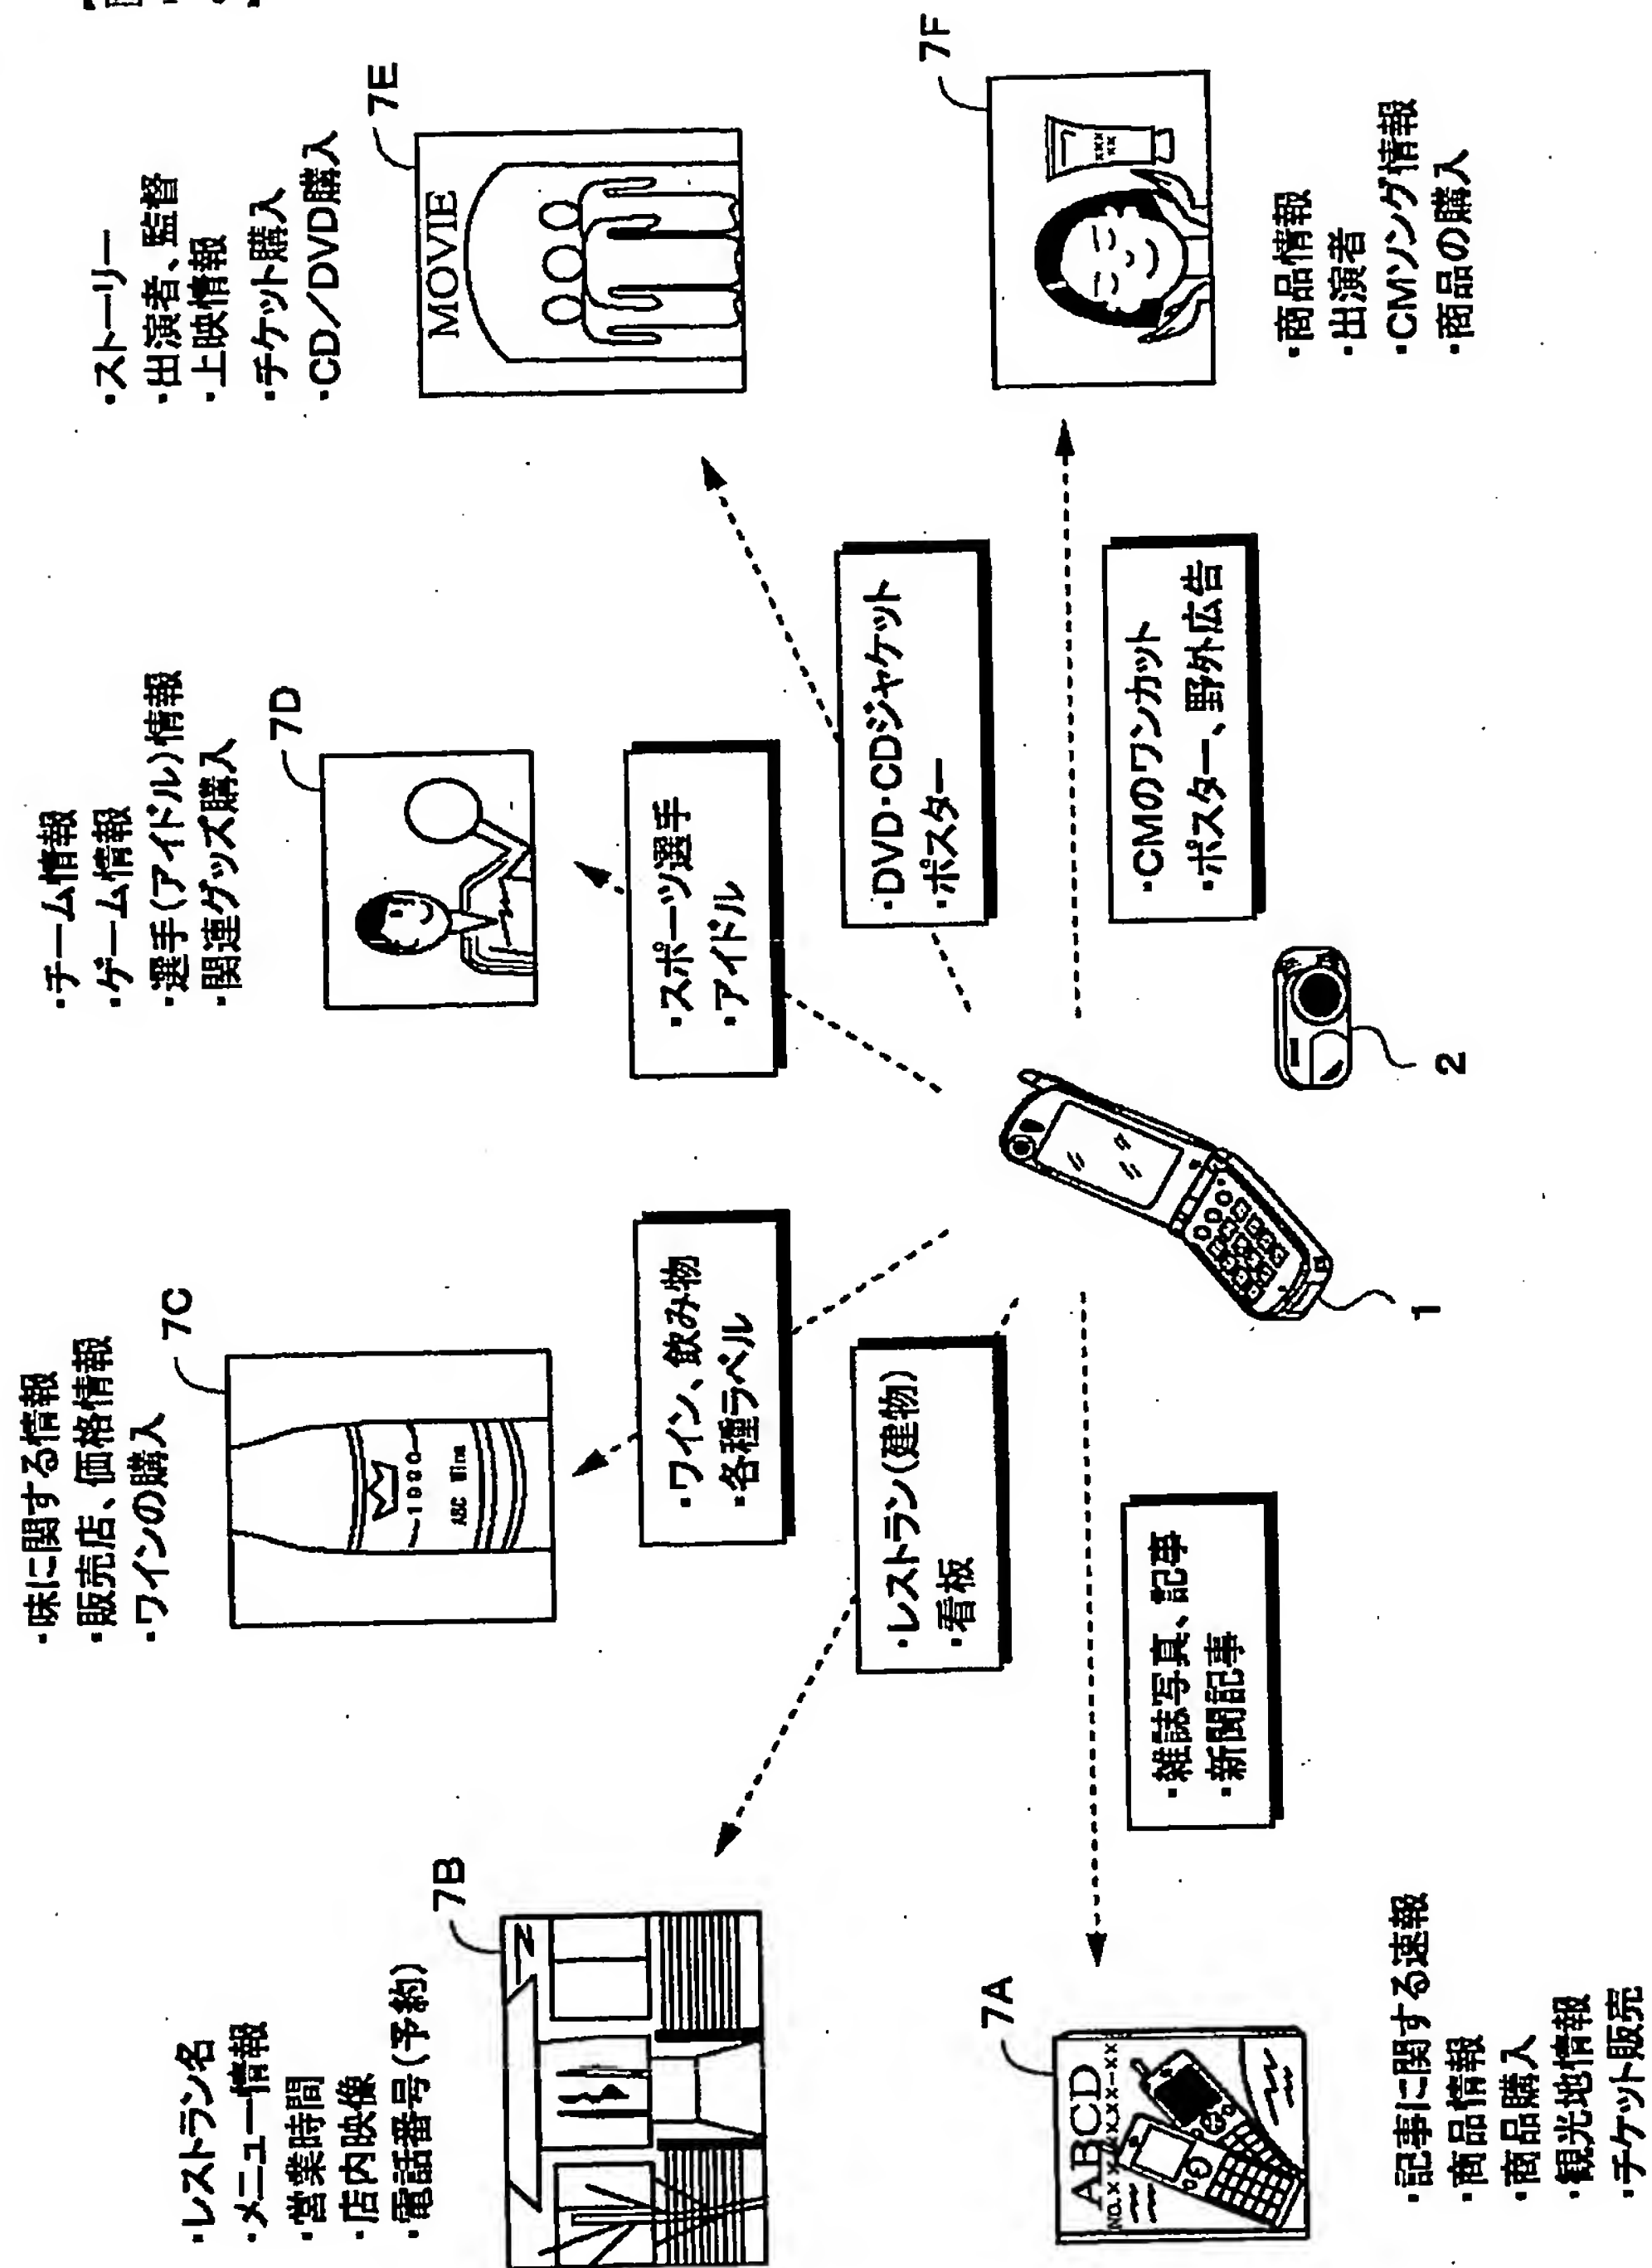 ・レストラン名
・メニュー情報
・営業時間
・店内映像
・電話番号(予約)
7B
・味に関する情報
・販売店、価格情報
・ワインの購入
7C
1990
ABC Wine
・チーム情報
・ゲーム情報
・選手(アイドル)情報
・関連グッズ購入
7D
・ストーリー
・出演者、監督
・上映情報
・チケット購入
・CD/DVD購入
7E
MOVIE
・ワイン、飲み物
・各種ラベル
・スポーツ選手
・アイドル
・レストラン(建物)
・看板
・DVD・CDジャケット
・ポスター
7A
ABCD
・雑誌写真、記事
・新聞記事
・CMのワンカット
・ポスター、野外広告
7F
XXX
XX
1
2
・記事に関する速報
・商品情報
・商品購入
・観光地情報
・チケット販売
・商品情報
・出演者
・CMソング情報
・商品の購入